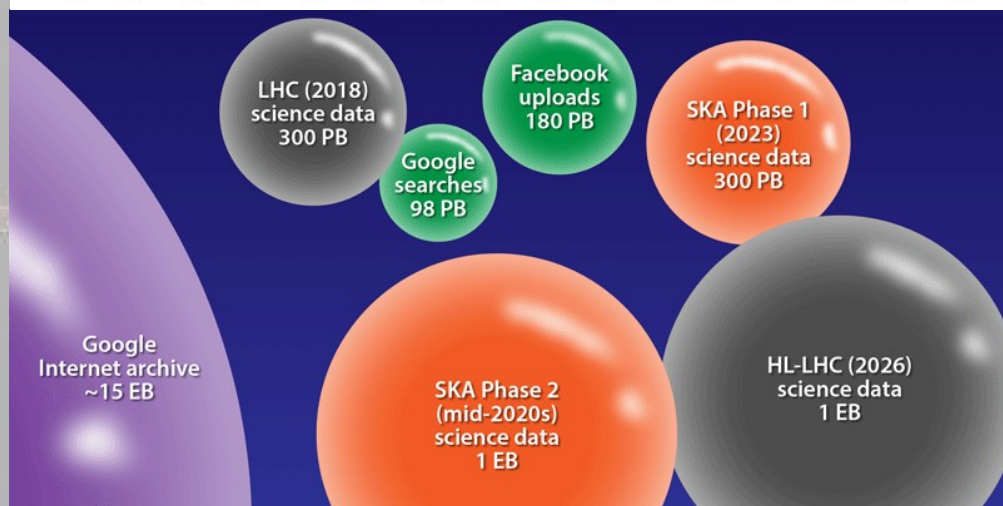 LHC (2018)
science data
300 PB
Google
searches
98 PB
Facebook
uploads
180 PB
SKA Phase 1
(2023)
science data
300 PB
Google
Internet archive
~15 EB
SKA Phase 2
(mid-2020s)
science data
1 EB
HL-LHC (2026)
science data
1 EB